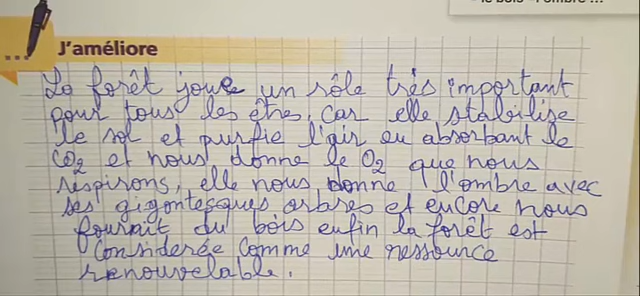 J'améliore
La forêt joue un rôle très important
pour tous les êtres, car elle stabilise
le sol et purfie l'air en absorbant le
CO2 et nous donne le O2 que nous
respirons, elle nous donne l'ombre avec
ses gigantesques arbres et encore nous
fournit du bois enfin la forêt est
considerée comme une ressource
renouvelable.